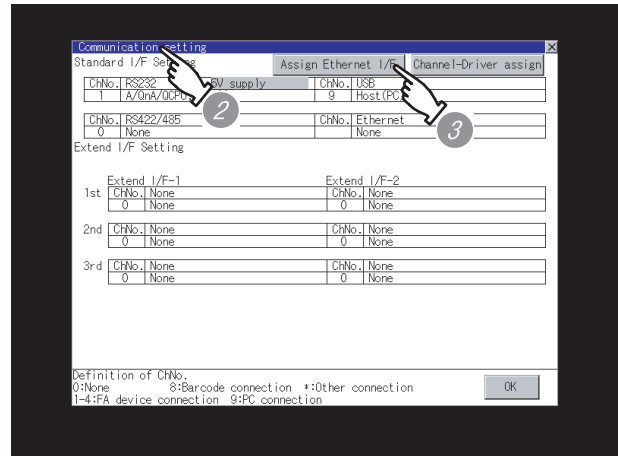 Communication setting
Standard I/F Setting
Assign Ethernet I/F
Channel-Driver assign
ChNo. RS232 5V supply
1 A/QnA/QCPU
ChNo. USB
9 Host(PC)
2
3
ChNo. RS422/485
0 None
ChNo. Ethernet
None
Extend I/F Setting
Extend I/F-1 Extend I/F-2
1st ChNo. None ChNo. None
0 None 0 None
2nd ChNo. None ChNo. None
0 None 0 None
3rd ChNo. None ChNo. None
0 None 0 None
Definition of ChNo.
0:None 8:Barcode connection *:Other connection
1-4:FA device connection 9:PC connection
OK